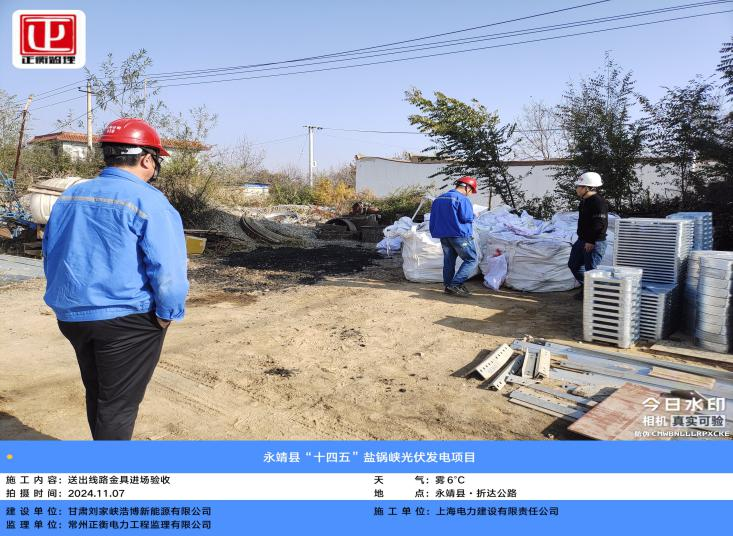 正衡监理
今日水印
相机 真实可验
防伪 CMWBNLLLRPXCKE
永靖县“十四五”盐锅峡光伏发电项目
施工内容：送出线路金具进场验收
天气：雾 6℃
拍摄时间：2024.11.07
地点：永靖县·折达公路
建设单位：甘肃刘家峡浩博新能源有限公司
施工单位：上海电力建设有限责任公司
监理单位：常州正衡电力工程监理有限公司